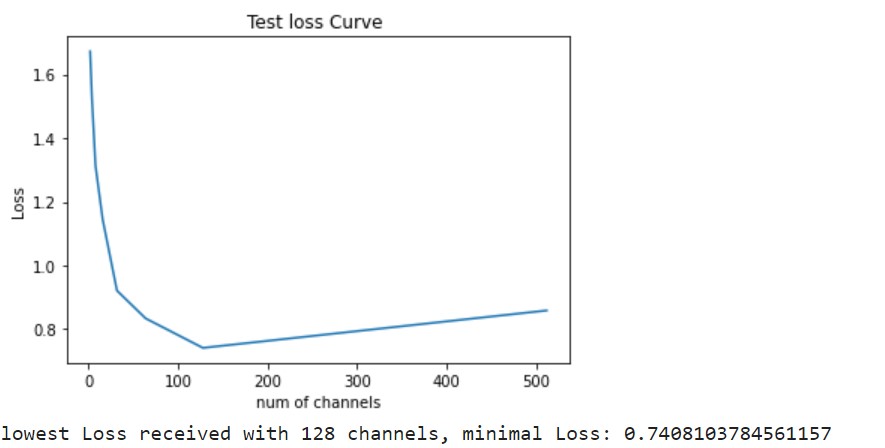 Test loss Curve
1.6
1.4
1.2
1.0
0.8
Loss
0 100 200 300 400 500
num of channels
lowest Loss received with 128 channels, minimal Loss: 0.7408103784561157